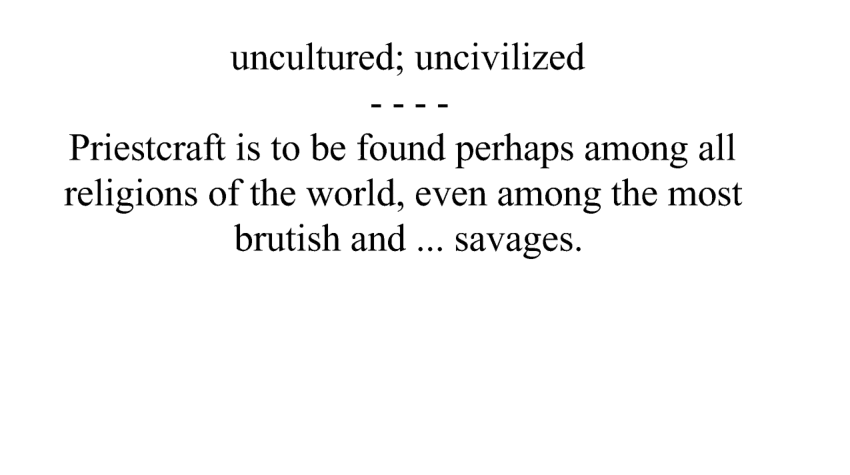 uncultured; uncivilized
- - - -
Priestcraft is to be found perhaps among all
religions of the world, even among the most
brutish and ... savages.